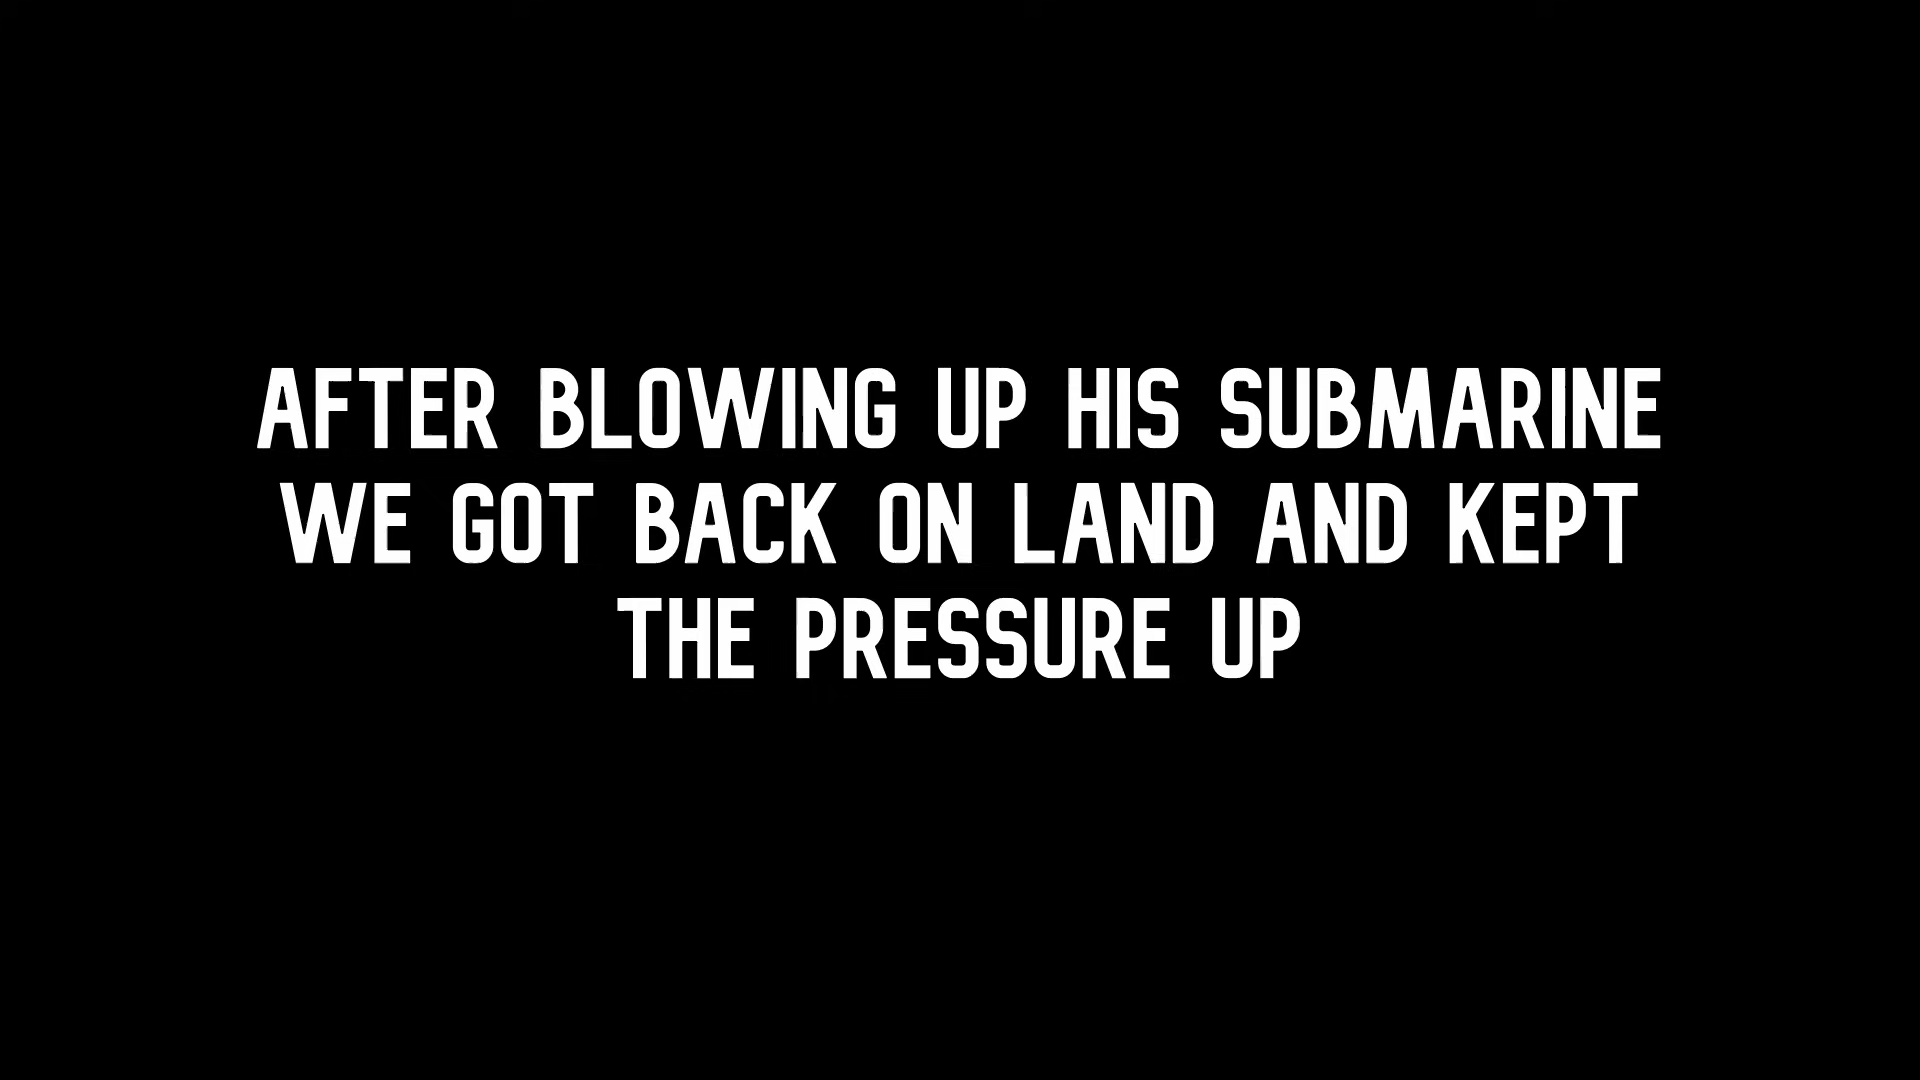 AFTER BLOWING UP HIS SUBMARINE
WE GOT BACK ON LAND AND KEPT
THE PRESSURE UP